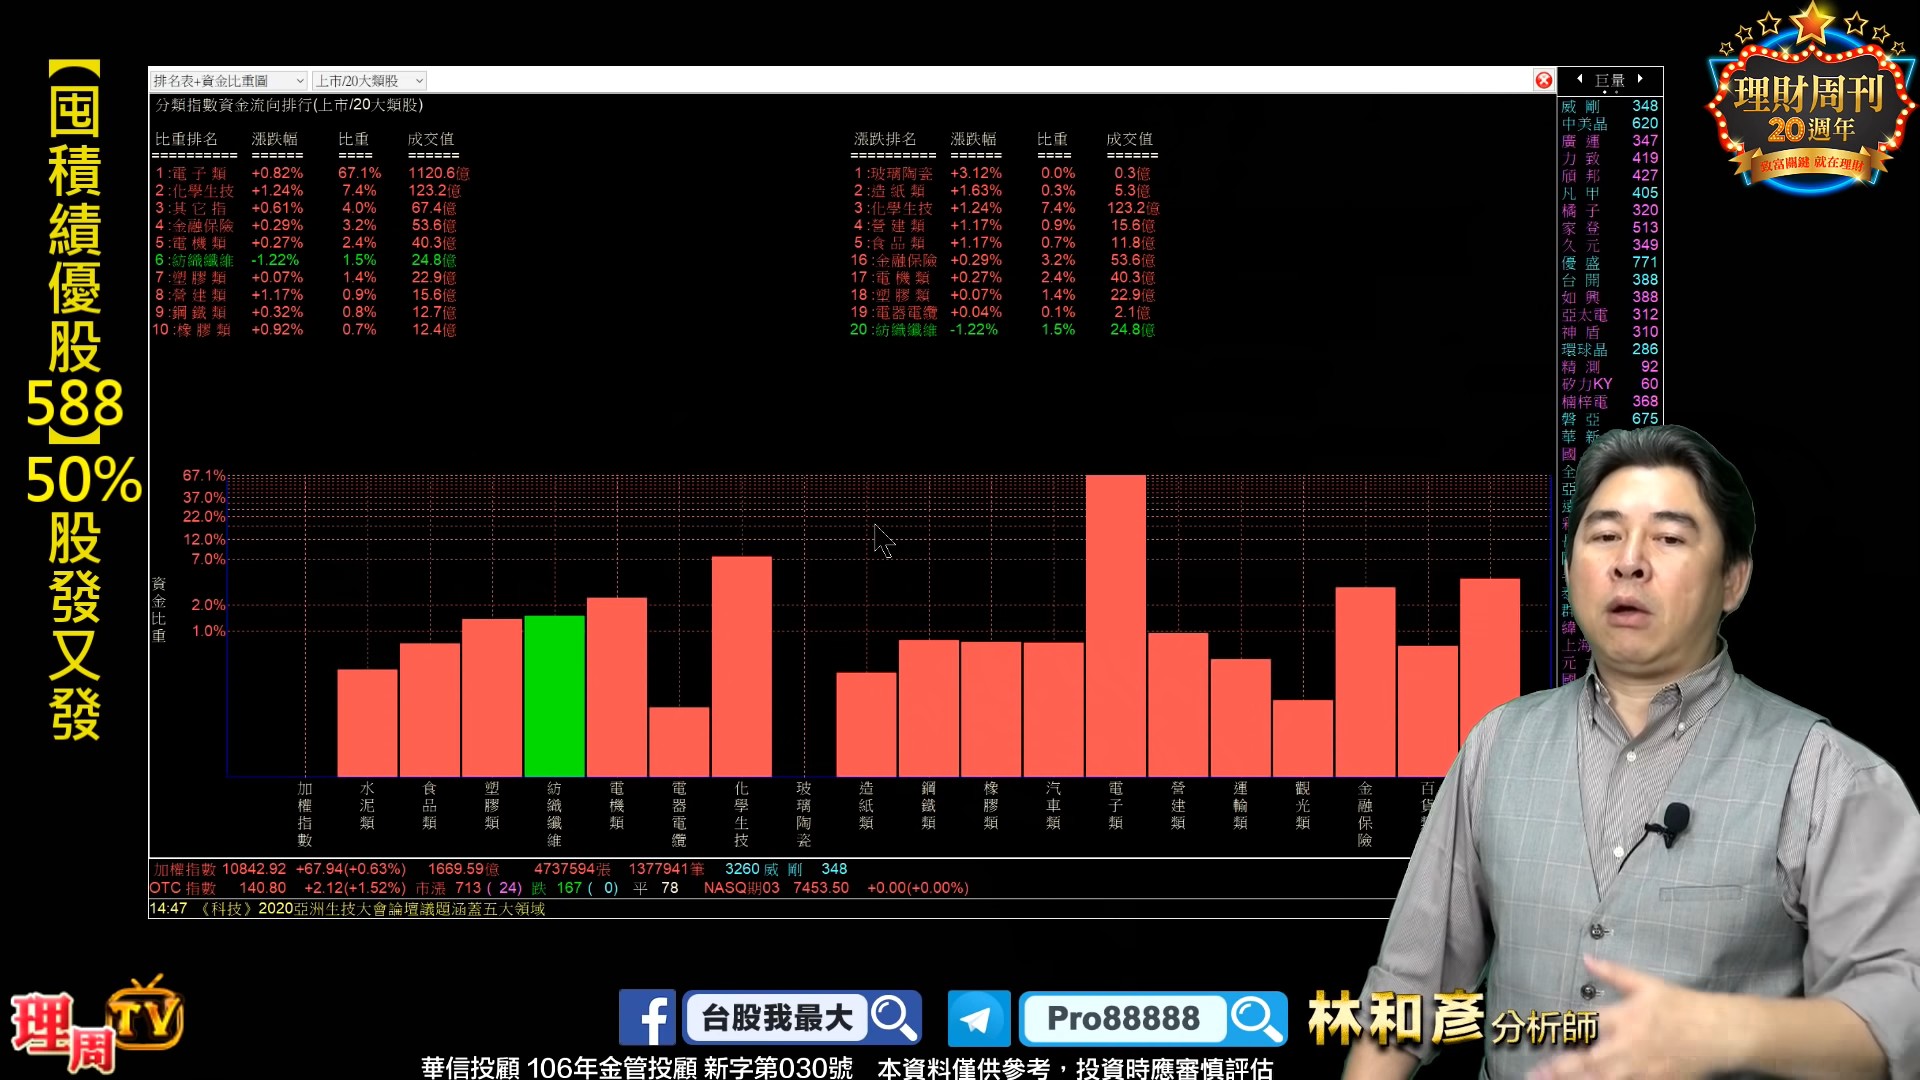 【囤積績優股588】50%股發又發
理財周刊
20週年
致富關鍵 就在理財
排名表+資金比重圖 上市/20大類股
分類指數資金流向排行(上市/20大類股)
比重排名 漲跌幅 比重 成交值
1:電子類 +0.82% 67.1% 1120.6億
2:化學生技 +1.24% 7.4% 123.2億
3:其它指 +0.61% 4.0% 67.4億
4:金融保險 +0.29% 3.2% 53.6億
5:電機類 +0.27% 2.4% 40.3億
6:紡織纖維 -1.22% 1.5% 24.8億
7:塑膠類 +0.07% 1.4% 22.9億
8:營建類 +1.17% 0.9% 15.6億
9:鋼鐵類 +0.32% 0.8% 12.7億
10:橡膠類 +0.92% 0.7% 12.4億
漲跌排名 漲跌幅 比重 成交值
1:玻璃陶瓷 +3.12% 0.0% 0.3億
2:造紙類 +1.63% 0.3% 5.3億
3:化學生技 +1.24% 7.4% 123.2億
4:營建類 +1.17% 0.9% 15.6億
5:食品類 +1.17% 0.7% 11.8億
16:金融保險 +0.29% 3.2% 53.6億
17:電機類 +0.27% 2.4% 40.3億
18:塑膠類 +0.07% 1.4% 22.9億
19:電器電纜 +0.04% 0.1% 2.1億
20:紡織纖維 -1.22% 1.5% 24.8億
巨量
威剛 348
中美晶 620
廣運 347
力致 419
頎邦 427
凡甲 405
橘子 320
家登 513
久元 349
優盛 771
台開 388
如興 388
亞太電 312
神盾 310
環球晶 286
精測 92
矽力KY 60
楠梓電 368
磐亞 675
華新
國
全
亞
67.1%
37.0%
22.0%
12.0%
7.0%
2.0%
1.0%
資金比重
加權指數 水泥類 食品類 塑膠類 紡織纖維 電機類 電器電纜 化學生技 玻璃陶瓷 造紙類 鋼鐵類 橡膠類 汽車類 電子類 營建類 運輸類 觀光類 金融保險 百貨
加權指數 10842.92 +67.94(+0.63%) 1669.59億 4737594張 1377941筆 3260 威剛 348
OTC指數 140.80 +2.12(+1.52%) 市漲 713 ( 24) 跌 167 ( 0) 平 78 NASQ期03 7453.50 +0.00(+0.00%)
14:47 《科技》2020亞洲生技大會論壇議題涵蓋五大領域
理周TV
台股我最大
Pro88888
林和彥 分析師
華信投顧 106年金管投顧 新字第030號 本資料僅供參考，投資時應審慎評估